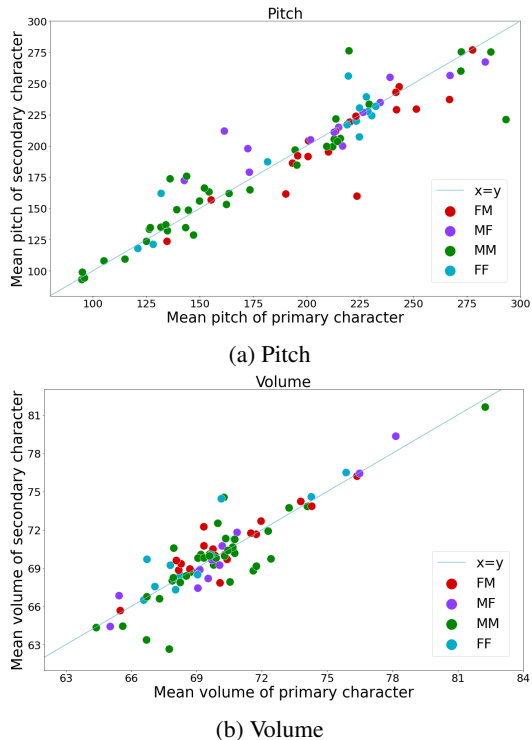 Pitch
300
275
250
225
200
175
150
125
100
Mean pitch of secondary character
x=y
FM
MF
MM
FF
100 125 150 175 200 225 250 275 300
Mean pitch of primary character
(a) Pitch
Volume
81
78
75
72
69
66
63
Mean volume of secondary character
x=y
FM
MF
MM
FF
63 66 69 72 75 78 81 84
Mean volume of primary character
(b) Volume